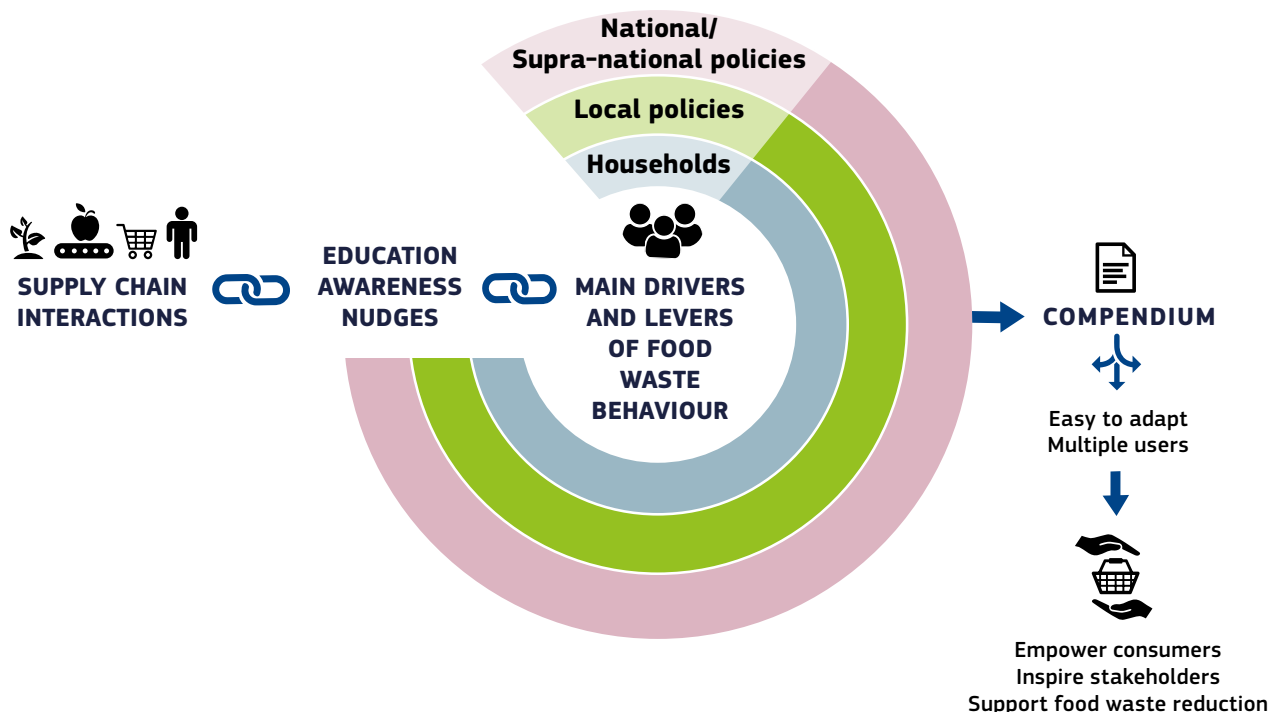 National/
Supra-national policies
Local policies
Households
SUPPLY CHAIN
INTERACTIONS
EDUCATION
AWARENESS
NUDGES
MAIN DRIVERS
AND LEVERS
OF FOOD
WASTE
BEHAVIOUR
COMPENDIUM
Easy to adapt
Multiple users
Empower consumers
Inspire stakeholders
Support food waste reduction